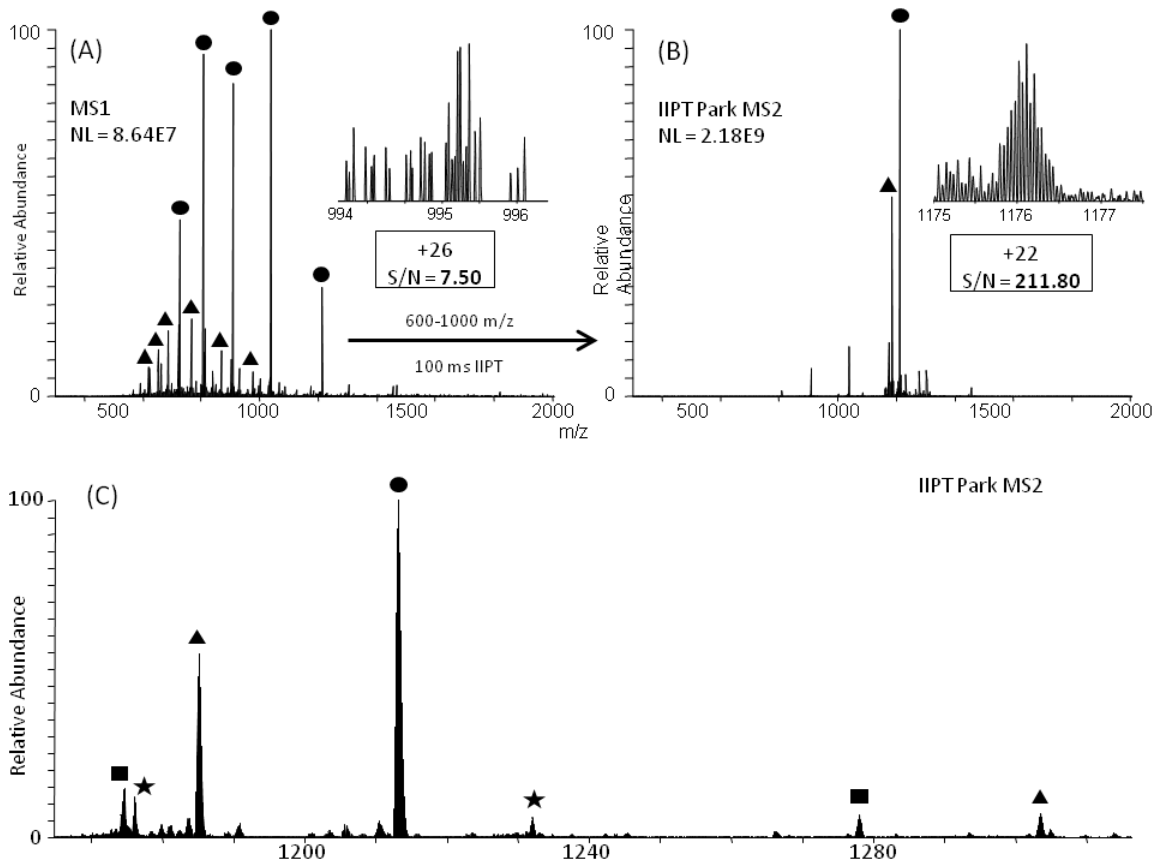 100
(A)
MS1
NL = 8.64E7
Relative Abundance
994
995
996
+26
S/N = 7.50
600-1000 m/z
100 ms IIPT
0
500
1000
1500
2000
m/z
100
(B)
IIPT Park MS2
NL = 2.18E9
Relative
Abundance
1175
1176
1177
+22
S/N = 211.80
0
500
1000
1500
2000
100
(C)
IIPT Park MS2
Relative Abundance
0
1200
1240
1280